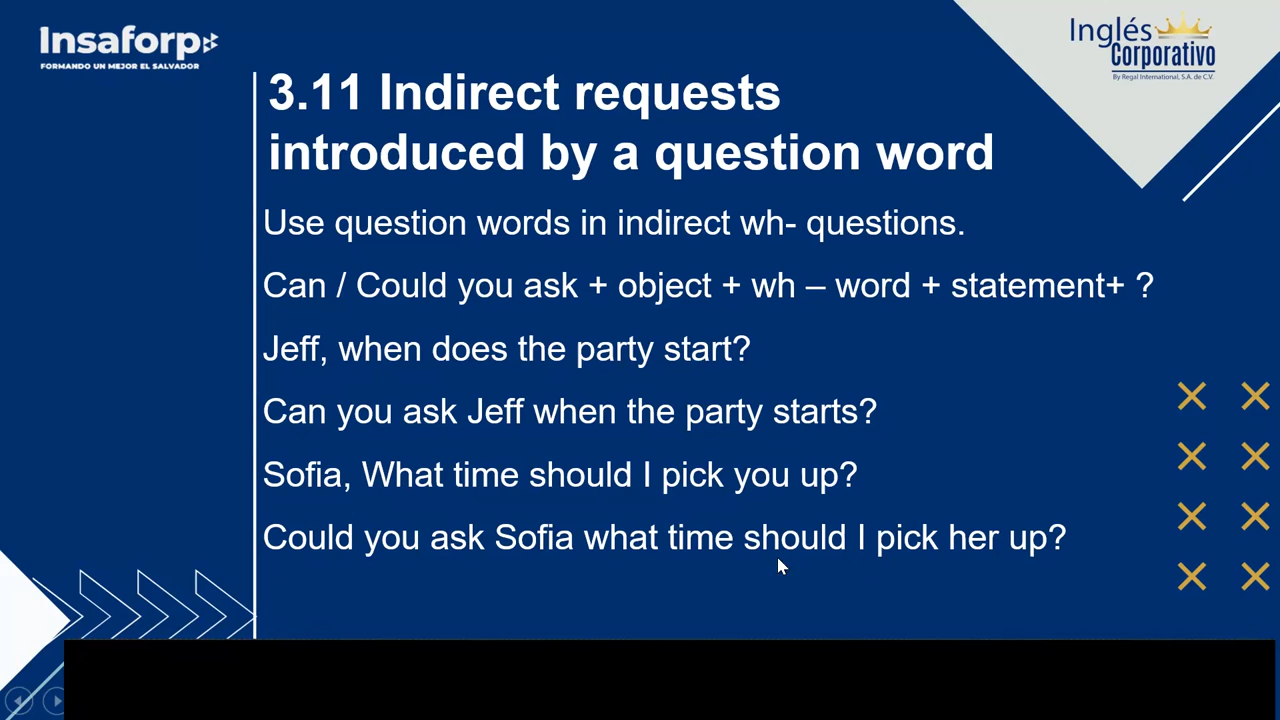 Insaforp
FORMANDO UN MEJOR EL SALVADOR
Inglés
Corporativo
By Regal International, S.A. de C.V.
3.11 Indirect requests
introduced by a question word
Use question words in indirect wh- questions.
Can / Could you ask + object + wh – word + statement+ ?
Jeff, when does the party start?
Can you ask Jeff when the party starts?
Sofia, What time should I pick you up?
Could you ask Sofia what time should I pick her up?